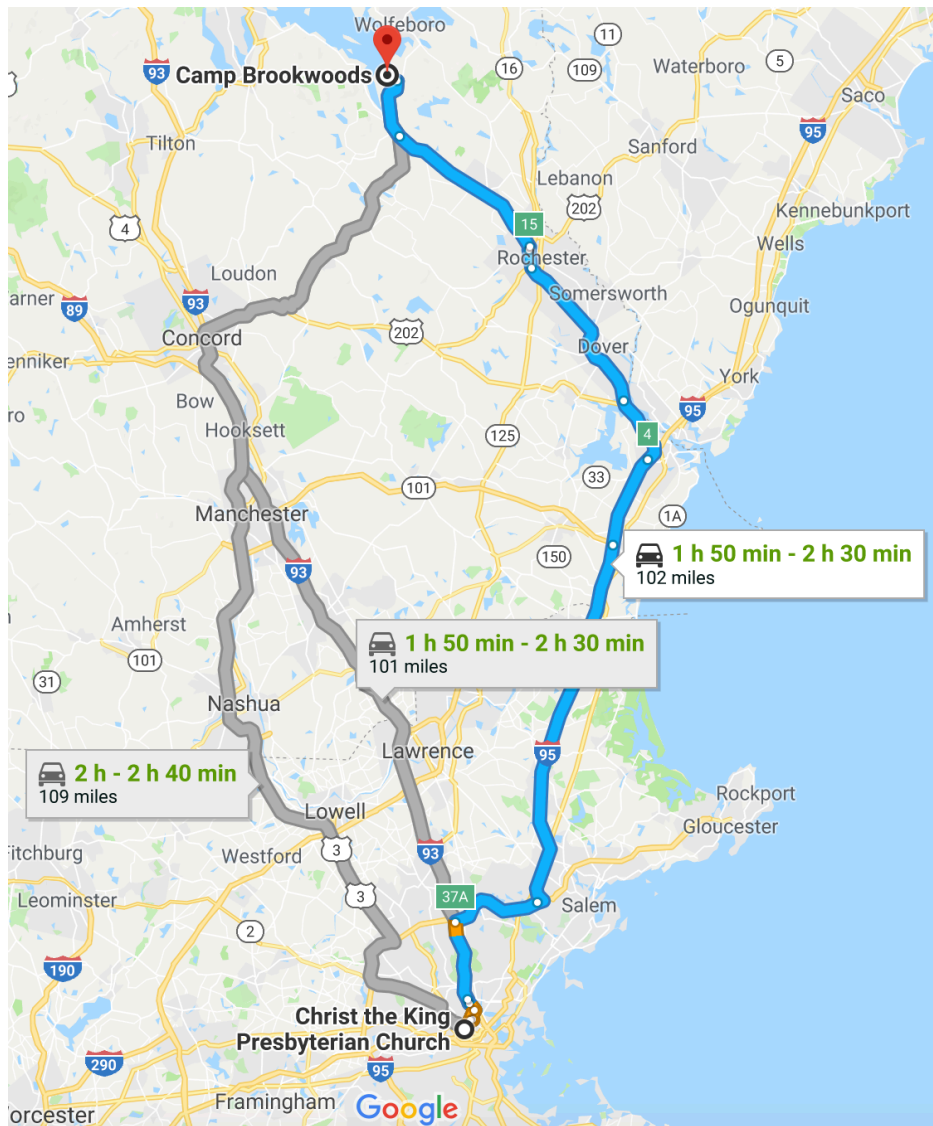 Wolfeboro
11
93
16
109
Waterboro
5
Camp Brookwoods
Saco
Tilton
95
Sanford
Lebanon
202
Kennebunkport
15
4
Wells
Rochester
Loudon
Somersworth
arner
93
89
Ogunquit
Concord
202
Dover
enniker
York
Bow
95
ro
Hooksett
125
4
33
101
Manchester
1A
150
1 h 50 min - 2 h 30 min
102 miles
93
Amherst
1 h 50 min - 2 h 30 min
101 miles
101
31
Nashua
Lawrence
95
2 h - 2 h 40 min
109 miles
Rockport
Lowell
Gloucester
3
93
Fitchburg
Westford
37A
3
Leominster
Salem
2
190
Christ the King
Presbyterian Church
290
95
Framingham
Google
orcester